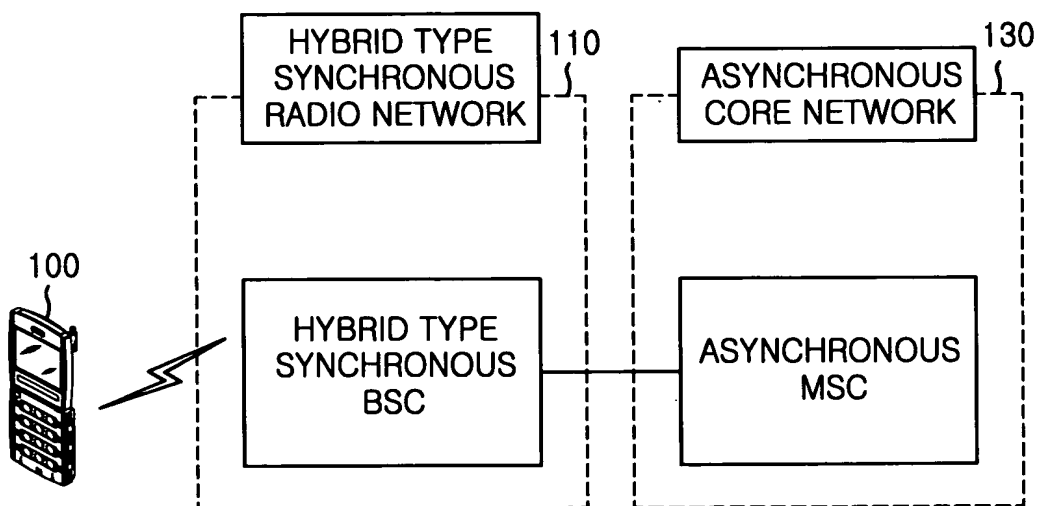 HYBRID TYPE
SYNCHRONOUS
RADIO NETWORK
110
ASYNCHRONOUS
CORE NETWORK
130
100
HYBRID TYPE
SYNCHRONOUS
BSC
ASYNCHRONOUS
MSC